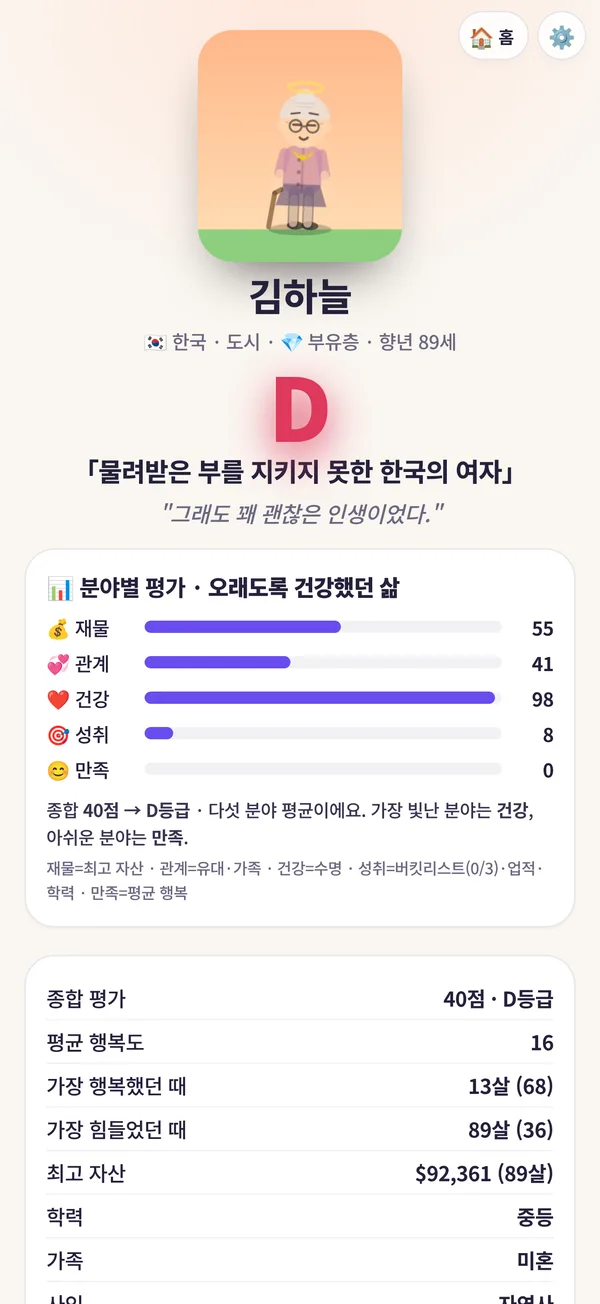 홈
김하늘
한국 · 도시 · 부유층 · 향년 89세
D
「물려받은 부를 지키지 못한 한국의 여자」
"그래도 꽤 괜찮은 인생이었다."
분야별 평가 · 오래도록 건강했던 삶
재물 55
관계 41
건강 98
성취 8
만족 0
종합 40점 → D등급 · 다섯 분야 평균이에요. 가장 빛난 분야는 건강,
아쉬운 분야는 만족.
재물=최고 자산 · 관계=유대·가족 · 건강=수명 · 성취=버킷리스트(0/3)·업적·
학력 · 만족=평균 행복
종합 평가 40점 · D등급
평균 행복도 16
가장 행복했던 때 13살 (68)
가장 힘들었던 때 89살 (36)
최고 자산 $92,361 (89살)
학력 중등
가족 미혼